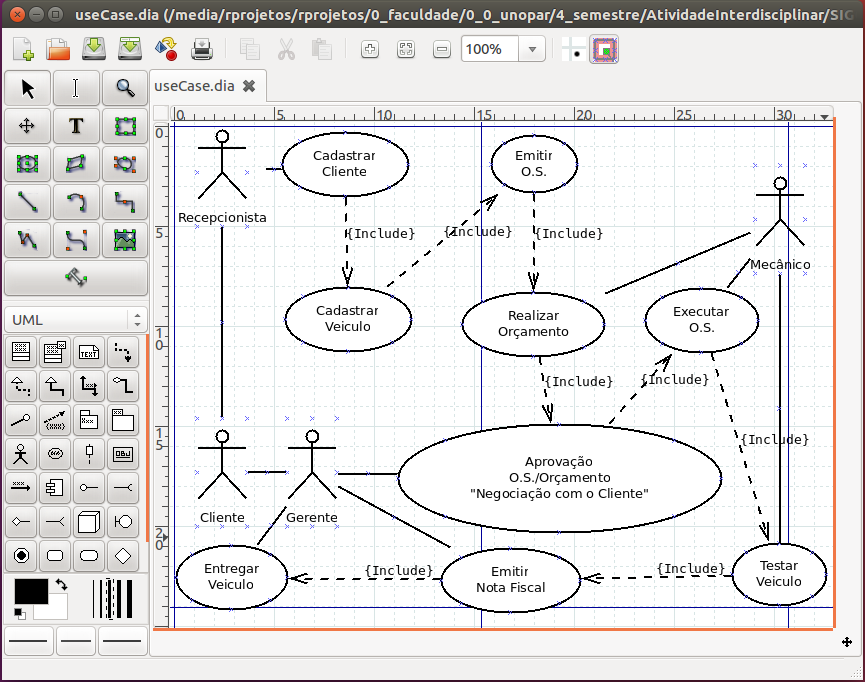 useCase.dia (/media/rprojetos/rprojetos/0_faculdade/0_0_unopar/4_semestre/AtividadeInterdisciplinar/SIG
100%
useCase.dia
0 5 10 15 20 25 30
0
5
10
15
20
T
UML
TEXT
OBJ
Cadastrar
Cliente
Emitir
O.S.
Recepcionista
{Include}
{Include}
{Include}
Mecânico
Cadastrar
Veiculo
Realizar
Orçamento
Executar
O.S.
{Include}
{Include}
{Include}
Aprovação
O.S./Orçamento
"Negociação com o Cliente"
Cliente
Gerente
Entregar
Veiculo
{Include}
Emitir
Nota Fiscal
{Include}
Testar
Veiculo